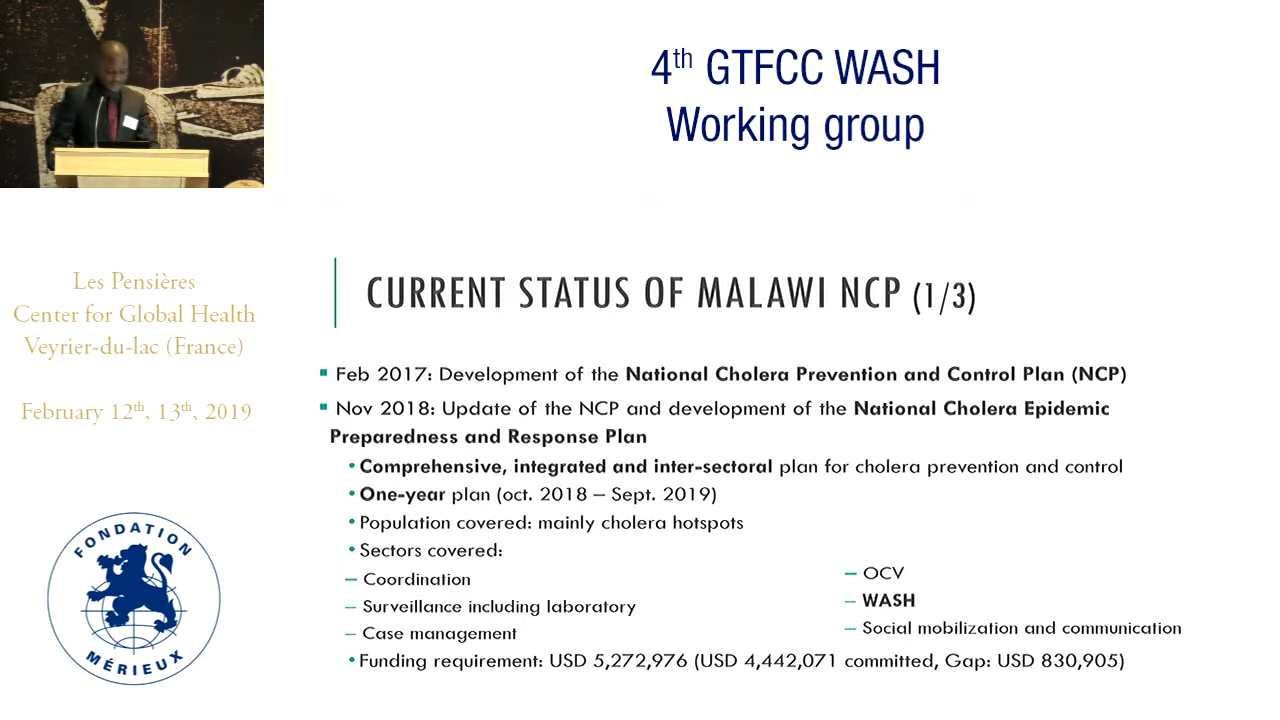 4th GTFCC WASH
Working group
Les Pensières
Center for Global Health
Veyrier-du-lac (France)
February 12th, 13th, 2019
FONDATION
MÉRIEUX
CURRENT STATUS OF MALAWI NCP (1/3)
▪ Feb 2017: Development of the National Cholera Prevention and Control Plan (NCP)
▪ Nov 2018: Update of the NCP and development of the National Cholera Epidemic
Preparedness and Response Plan
• Comprehensive, integrated and inter-sectoral plan for cholera prevention and control
• One-year plan (oct. 2018 – Sept. 2019)
• Population covered: mainly cholera hotspots
• Sectors covered:
– Coordination
– Surveillance including laboratory
– Case management
– OCV
– WASH
– Social mobilization and communication
• Funding requirement: USD 5,272,976 (USD 4,442,071 committed, Gap: USD 830,905)